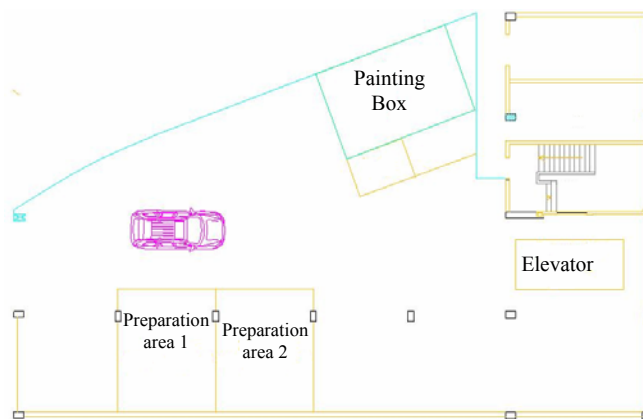 Painting
Box
Elevator
Preparation
area 1
Preparation
area 2